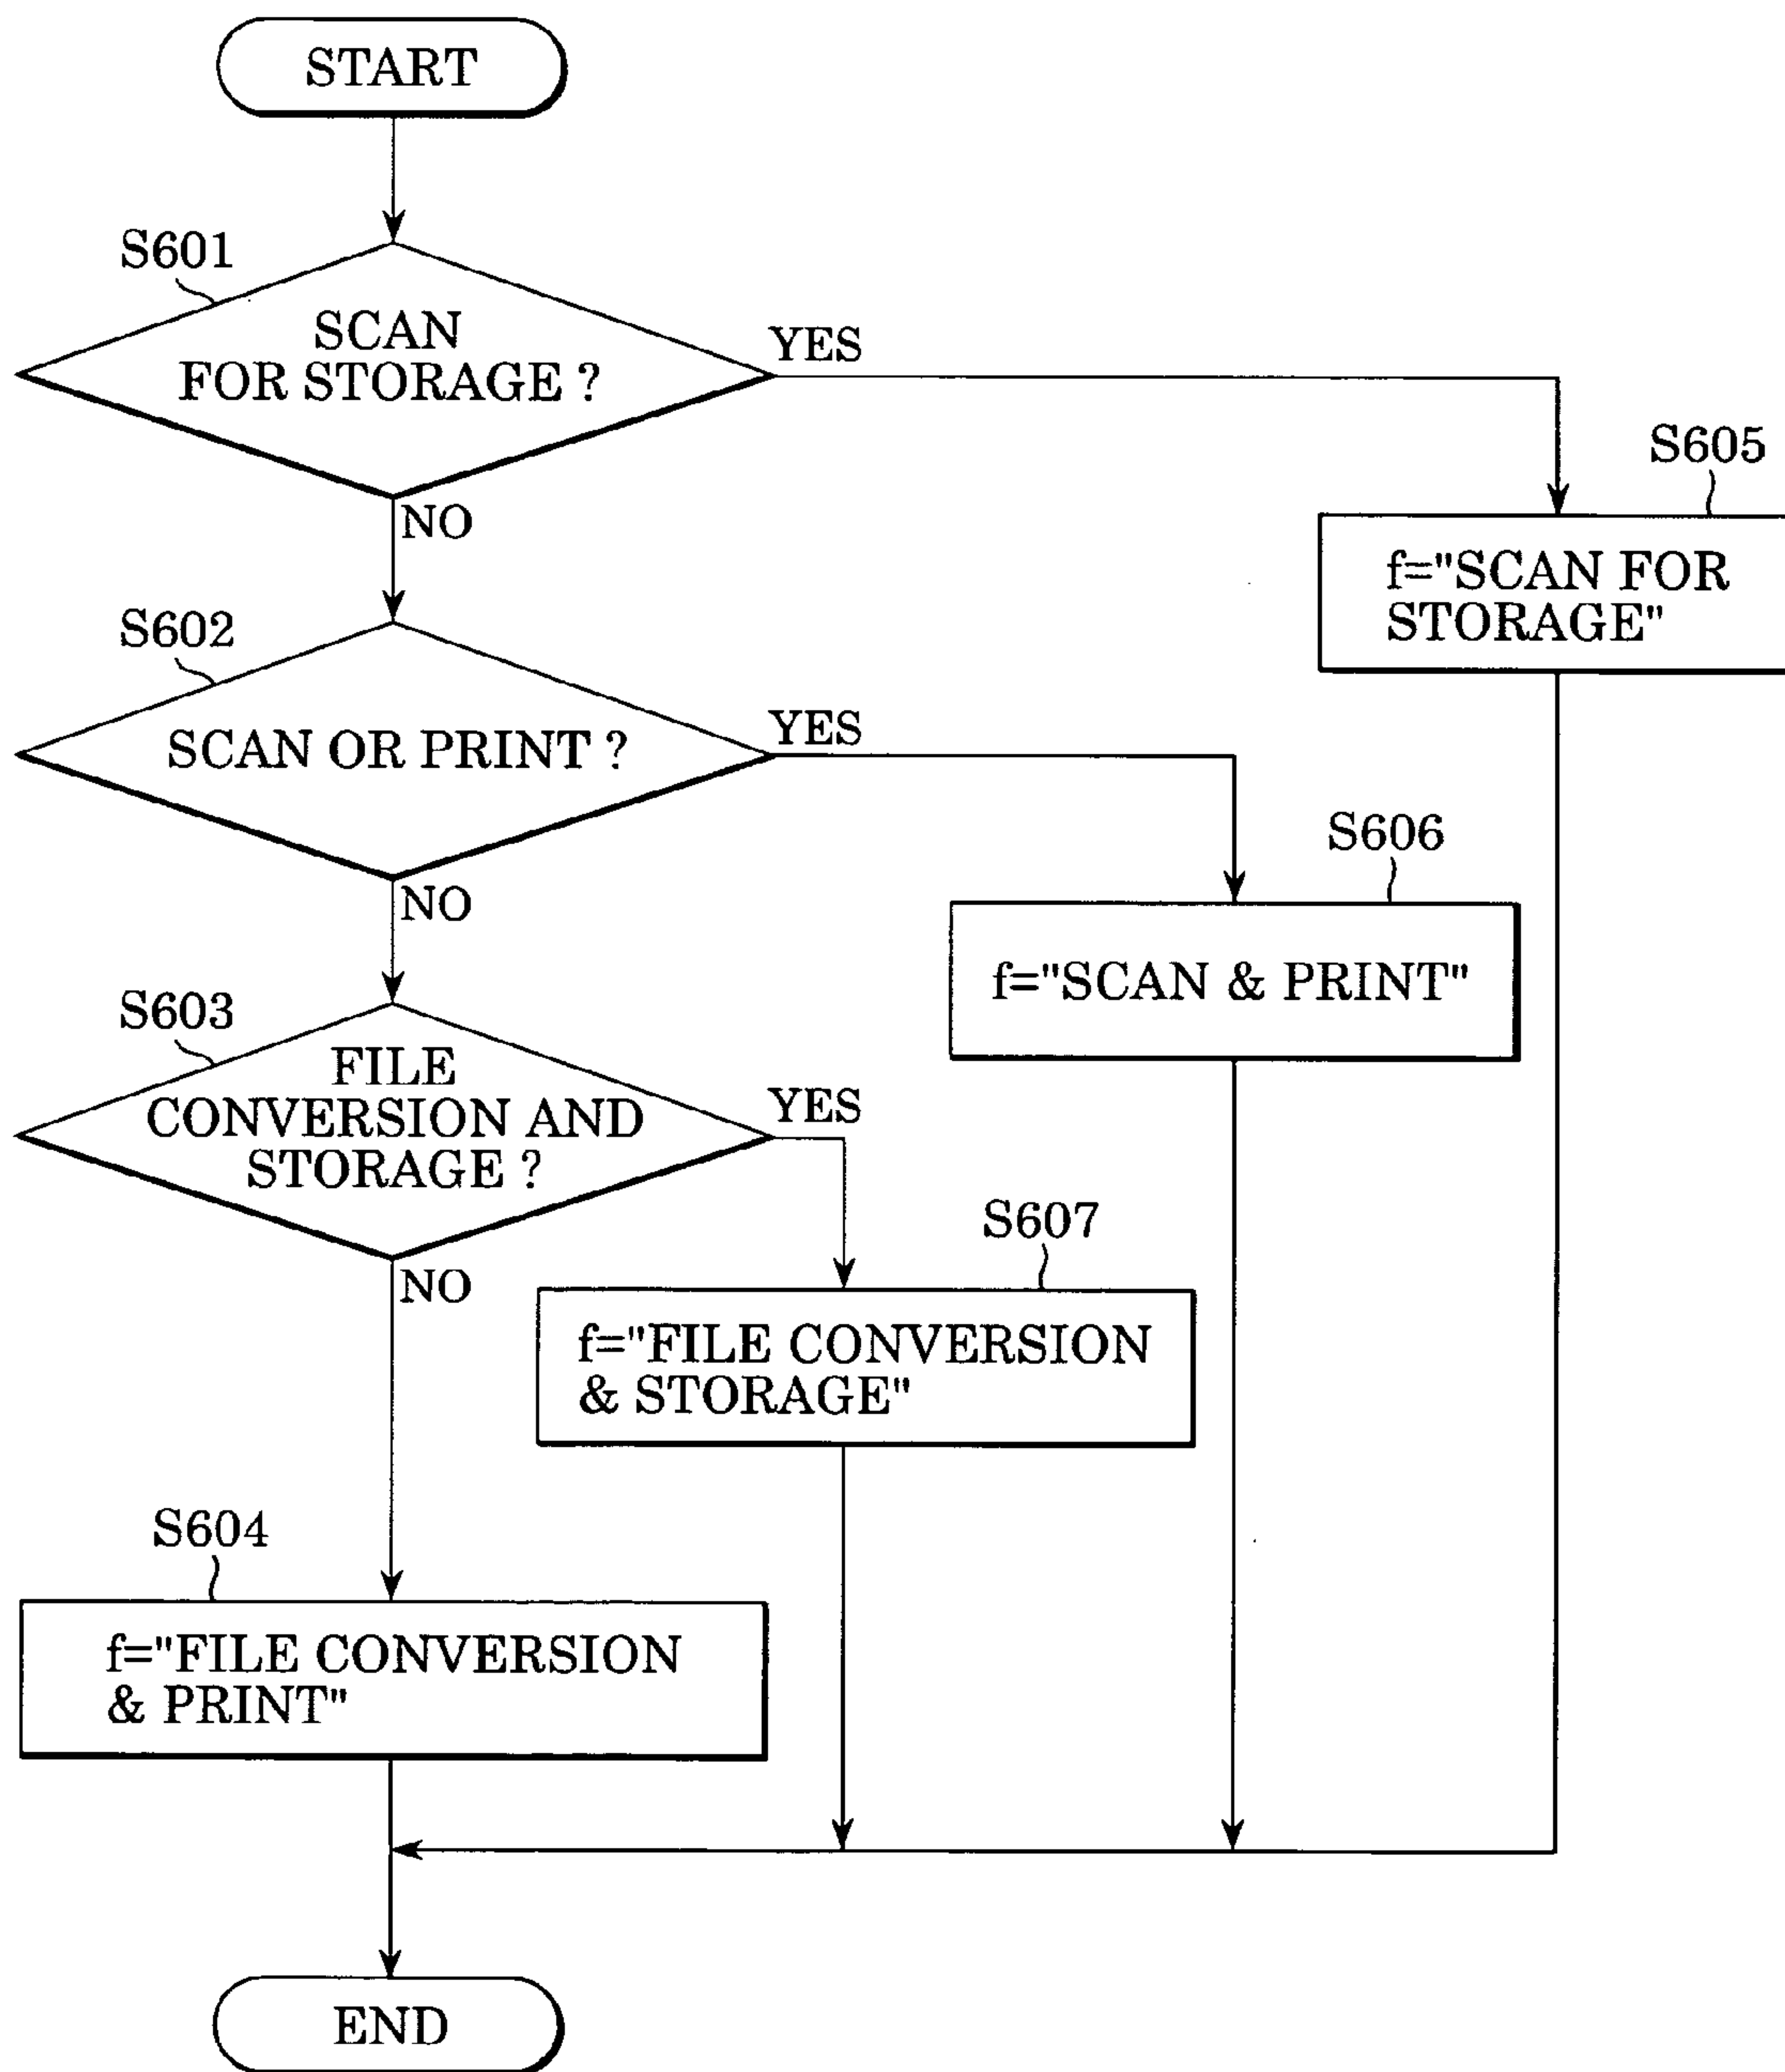 START
S601
SCAN
FOR STORAGE ?
YES
NO
S605
f="SCAN FOR
STORAGE"
S602
SCAN OR PRINT ?
YES
NO
S606
f="SCAN & PRINT"
S603
FILE
CONVERSION AND
STORAGE ?
YES
NO
S607
f="FILE CONVERSION
& STORAGE"
S604
f="FILE CONVERSION
& PRINT"
END